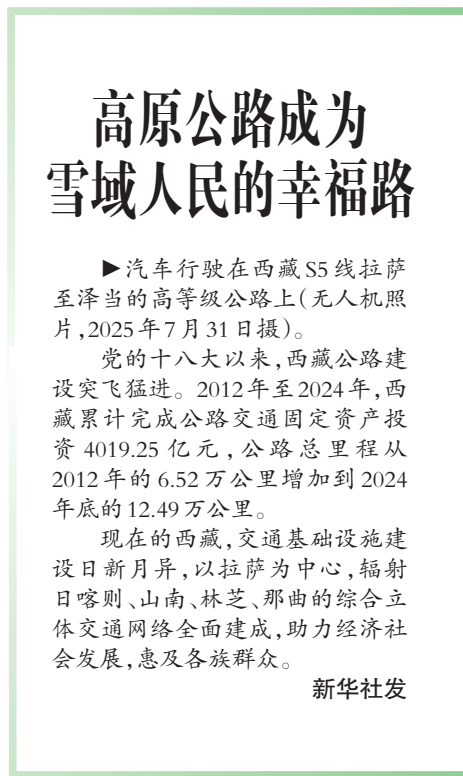 高原公路成为
雪域人民的幸福路
▶汽车行驶在西藏S5线拉萨
至泽当的高等级公路上(无人机照
片,2025年7月31日摄)。
党的十八大以来,西藏公路建
设突飞猛进。2012年至2024年,西
藏累计完成公路交通固定资产投
资 4019.25 亿元,公路总里程从
2012年的6.52万公里增加到2024
年底的12.49万公里。
现在的西藏,交通基础设施建
设日新月异,以拉萨为中心,辐射
日喀则、山南、林芝、那曲的综合立
体交通网络全面建成,助力经济社
会发展,惠及各族群众。
新华社发